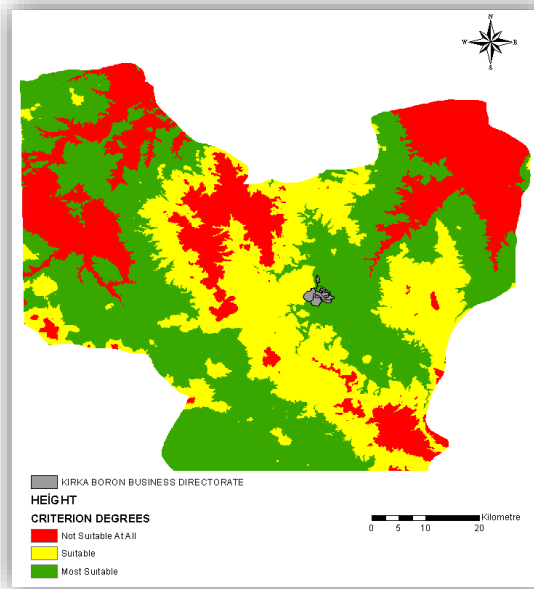 N
W E
S
KIRKA BORON BUSINESS DIRECTORATE
HEİGHT
CRITERION DEGREES
Not Suitable At All
Suitable
Most Suitable
Kilometre
0 5 10 20